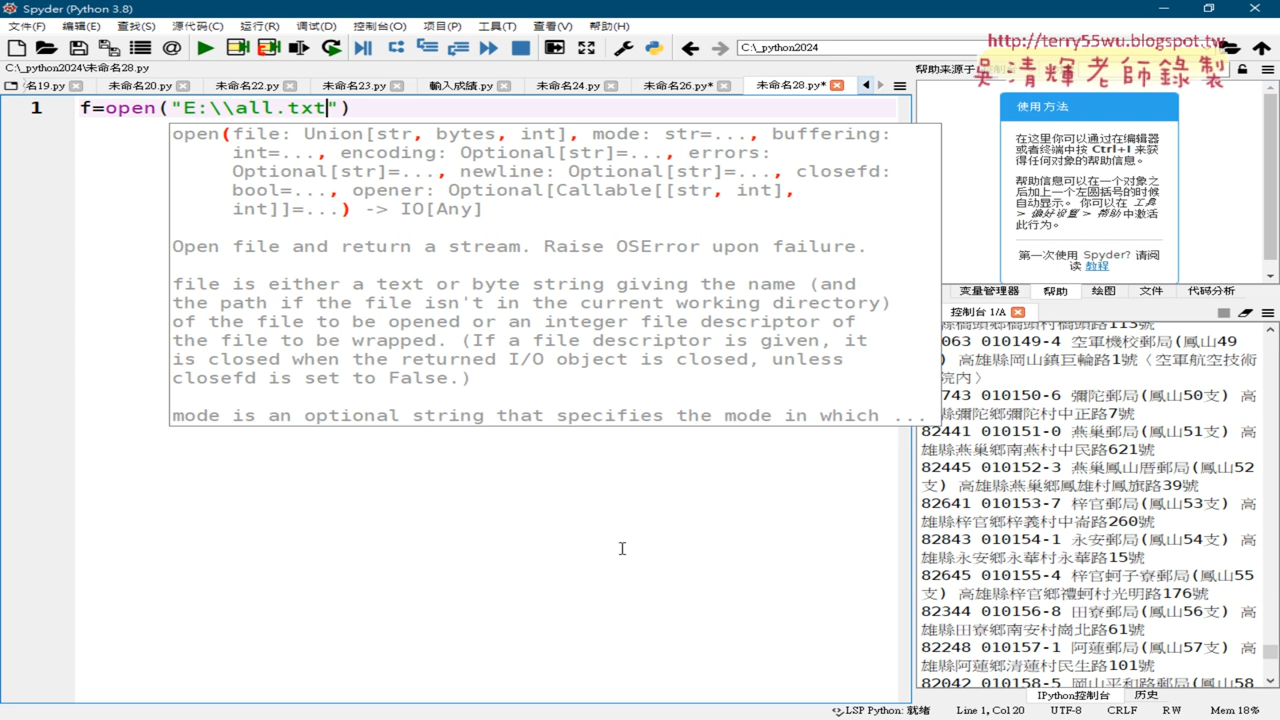 Spyder (Python 3.8)
文件(F) 编辑(E) 查找(S) 源代码(C) 运行(R) 调试(D) 控制台(O) 项目(P) 工具(T) 查看(V) 帮助(H)
C:\_python2024
http://terry55wu.blogspot.tw
吳清輝老師錄製
C:\_python2024\未命名28.py
帮助来源于
名19.py 未命名20.py 未命名22.py 未命名23.py 輸入成績.py 未命名24.py 未命名26.py* 未命名28.py*
1 f=open("E:\\all.txt")
open(file: Union[str, bytes, int], mode: str=..., buffering:
int=..., encoding: Optional[str]=..., errors:
Optional[str]=..., newline: Optional[str]=..., closefd:
bool=..., opener: Optional[Callable[[str, int],
int]]=...) -> IO[Any]
Open file and return a stream. Raise OSError upon failure.
file is either a text or byte string giving the name (and
the path if the file isn't in the current working directory)
of the file to be opened or an integer file descriptor of
the file to be wrapped. (If a file descriptor is given, it
is closed when the returned I/O object is closed, unless
closefd is set to False.)
mode is an optional string that specifies the mode in which ...
使用方法
在这里你可以通过在编辑器
或者终端中按 Ctrl+I 来获
得任何对象的帮助信息。
帮助信息可以在一个对象之
后加上一个左圆括号的时候
自动显示。 你可以在 工具
> 偏好设置 > 帮助 中激活
此行为。
第一次使用 Spyder? 请阅
读 教程
变量管理器 帮助 绘图 文件 代码分析
控制台 1/A
縣橋頭鄉橋頭村橋頭路113號
063 010149-4 空軍機校郵局(鳳山49
) 高雄縣岡山鎮巨輪路1號〈空軍航空技術
院內〉
743 010150-6 彌陀郵局(鳳山50支) 高
縣彌陀鄉彌陀村中正路7號
82441 010151-0 燕巢郵局(鳳山51支) 高
雄縣燕巢鄉南燕村中民路621號
82445 010152-3 燕巢鳳山厝郵局(鳳山52
支) 高雄縣燕巢鄉鳳雄村鳳旗路39號
82641 010153-7 梓官郵局(鳳山53支) 高
雄縣梓官鄉梓義村中崙路260號
82843 010154-1 永安郵局(鳳山54支) 高
雄縣永安鄉永華村永華路15號
82645 010155-4 梓官蚵子寮郵局(鳳山55
支) 高雄縣梓官鄉禮蚵村光明路176號
82344 010156-8 田寮郵局(鳳山56支) 高
雄縣田寮鄉南安村崗北路61號
82248 010157-1 阿蓮郵局(鳳山57支) 高
雄縣阿蓮鄉清蓮村民生路101號
82042 010158-5 岡山平和路郵局(鳳山58
IPython控制台 历史
LSP Python: 就绪 Line 1, Col 20 UTF-8 CRLF RW Mem 18%